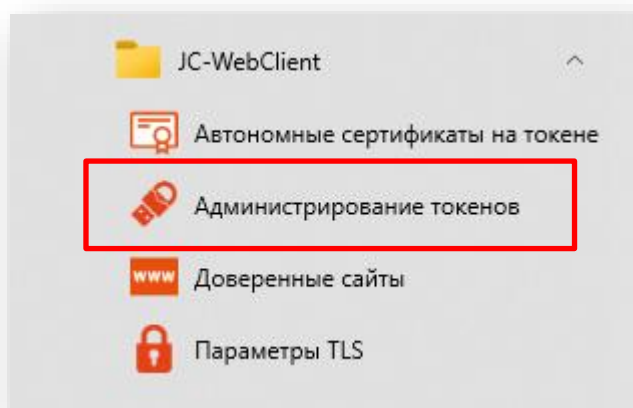 JC-WebClient
Автономные сертификаты на токене
Администрирование токенов
www Доверенные сайты
Параметры TLS